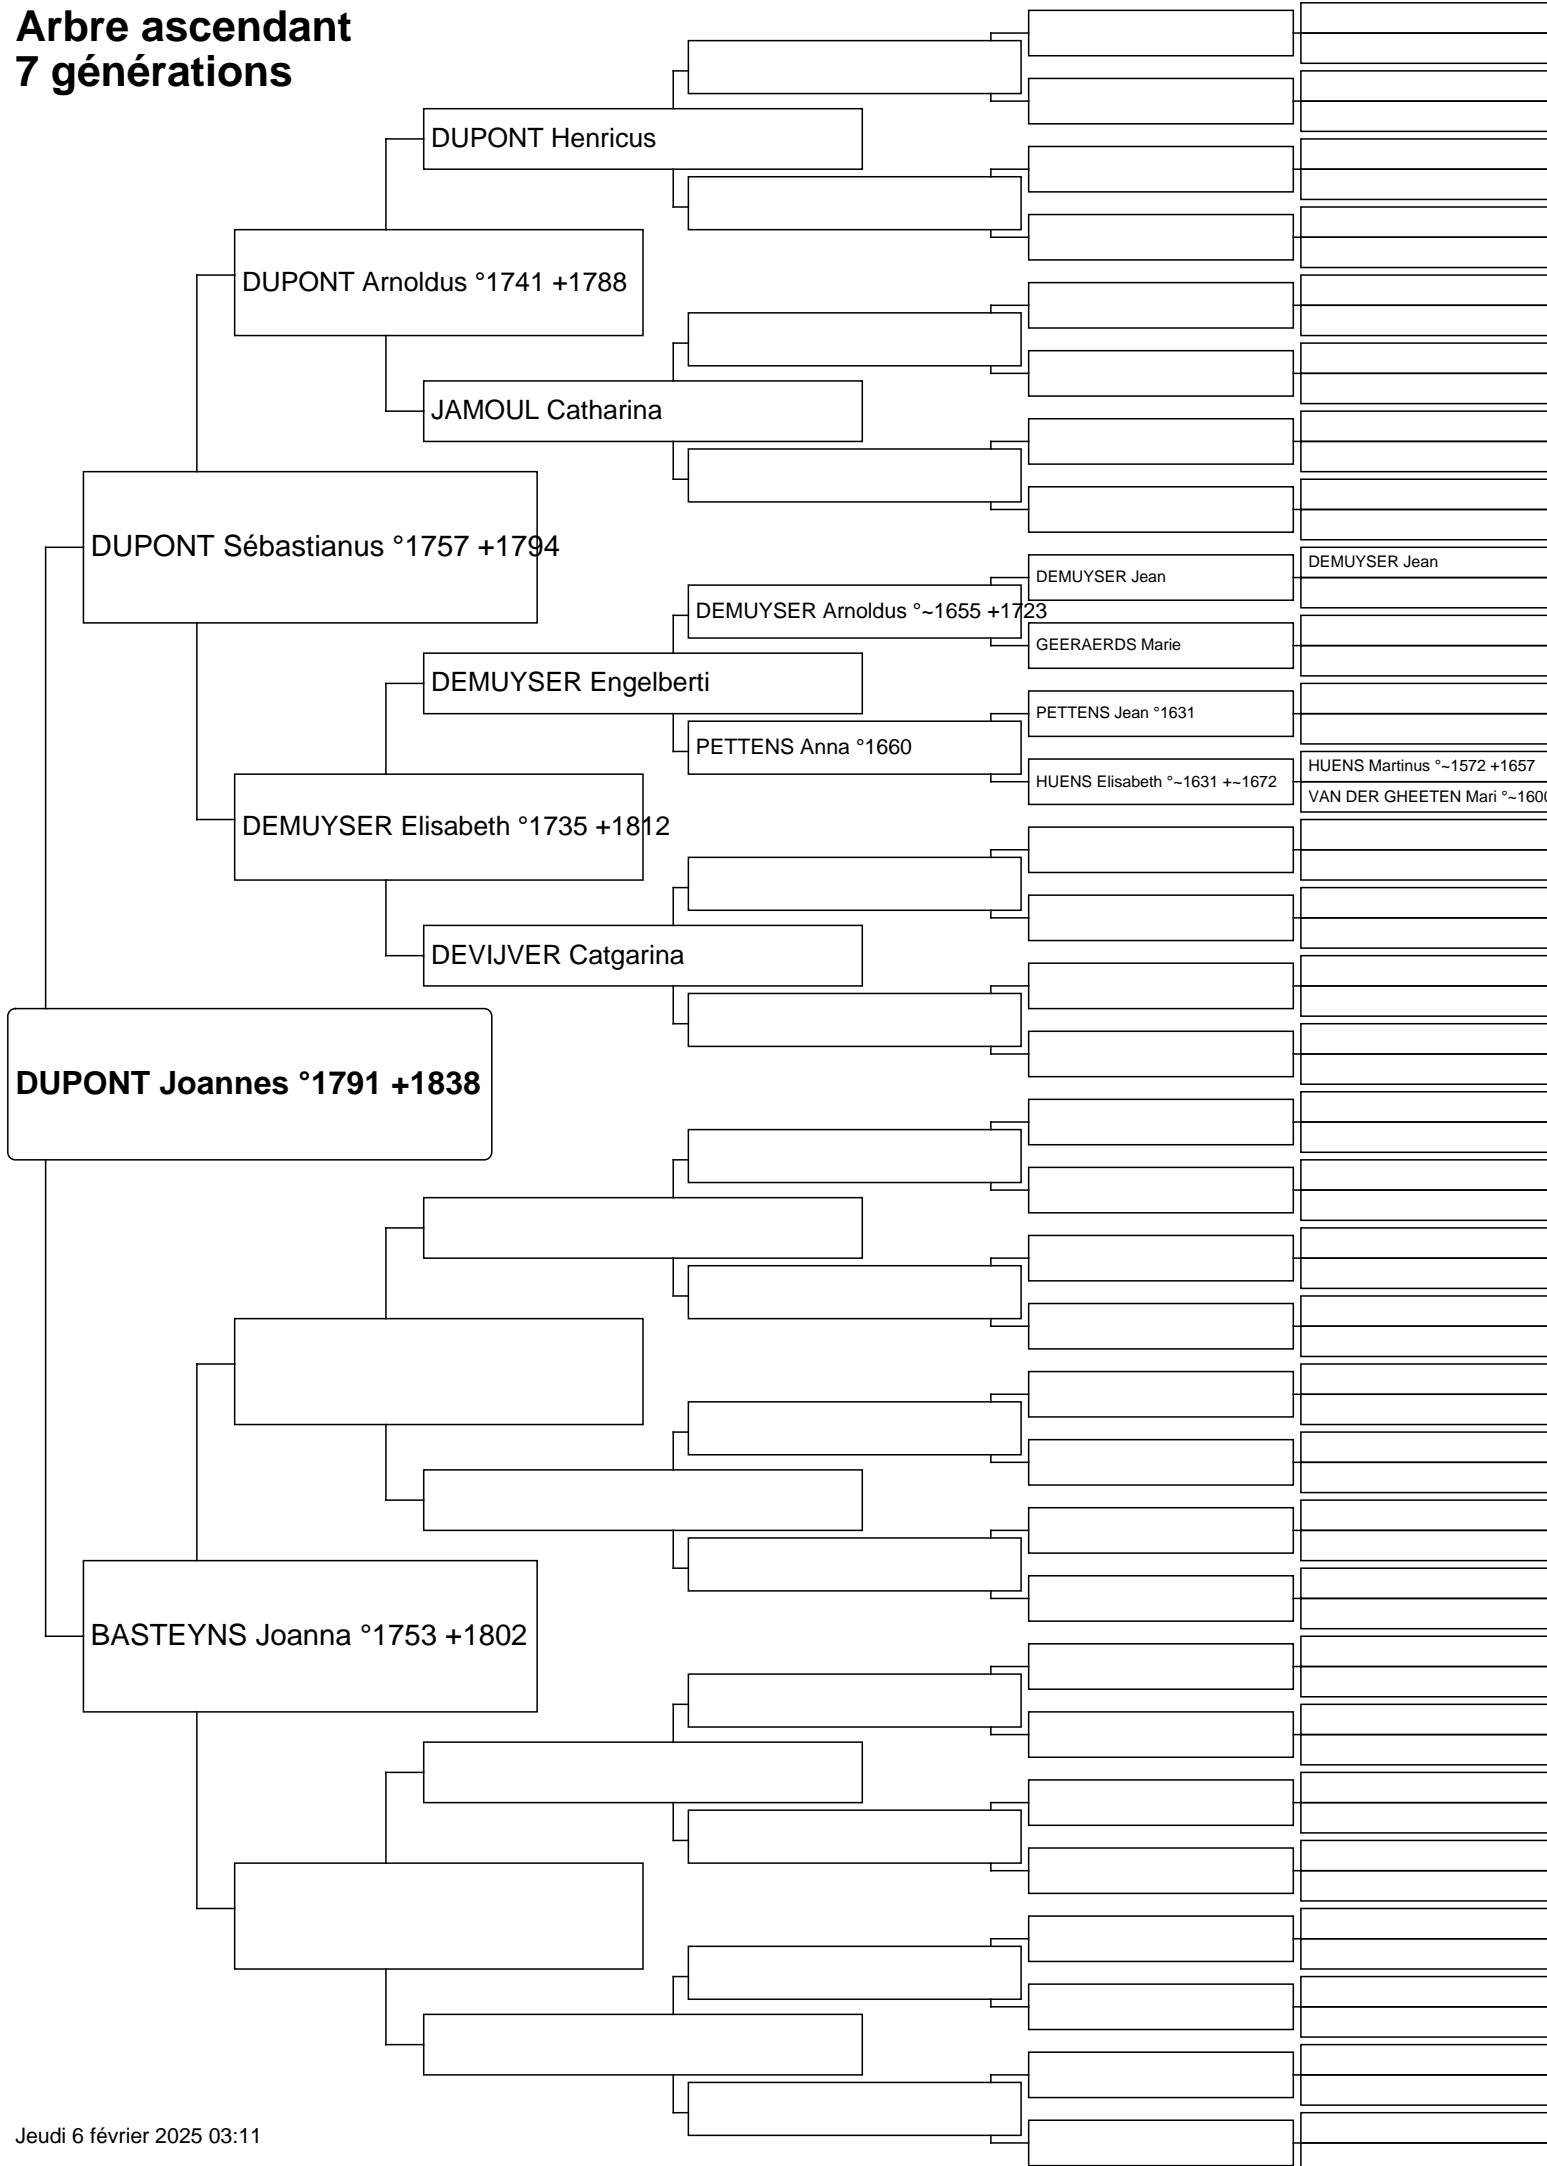 Arbre ascendant
7 générations
DUPONT Henricus
DUPONT Arnoldus °1741 +1788
JAMOUL Catharina
DUPONT Sébastianus °1757 +1794
DEMUYSER Jean
DEMUYSER Jean
DEMUYSER Arnoldus °~1655 +1723
GEERAERDS Marie
DEMUYSER Engelberti
PETTENS Jean °1631
PETTENS Anna °1660
HUENS Martinus °~1572 +1657
HUENS Elisabeth °~1631 +~1672
VAN DER GHEETEN Mari °~1600
DEMUYSER Elisabeth °1735 +1812
DEVIJVER Catgarina
DUPONT Joannes °1791 +1838
BASTEYNS Joanna °1753 +1802
Jeudi 6 février 2025 03:11